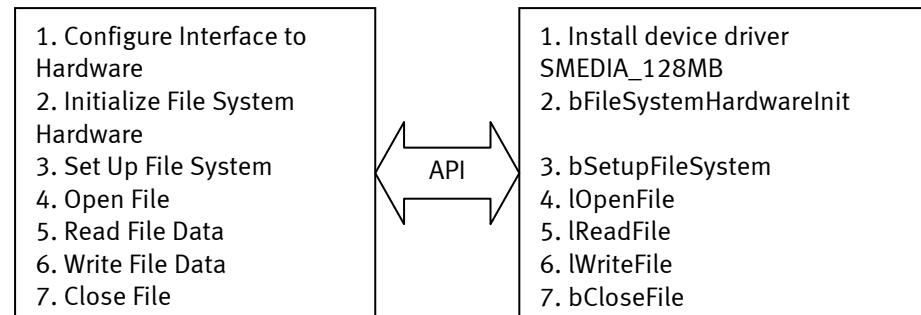 1. Configure Interface to
Hardware
2. Initialize File System
Hardware
3. Set Up File System
4. Open File
5. Read File Data
6. Write File Data
7. Close File
API
1. Install device driver
SMEDIA_128MB
2. bFileSystemHardwareInit
3. bSetupFileSystem
4. lOpenFile
5. lReadFile
6. lWriteFile
7. bCloseFile